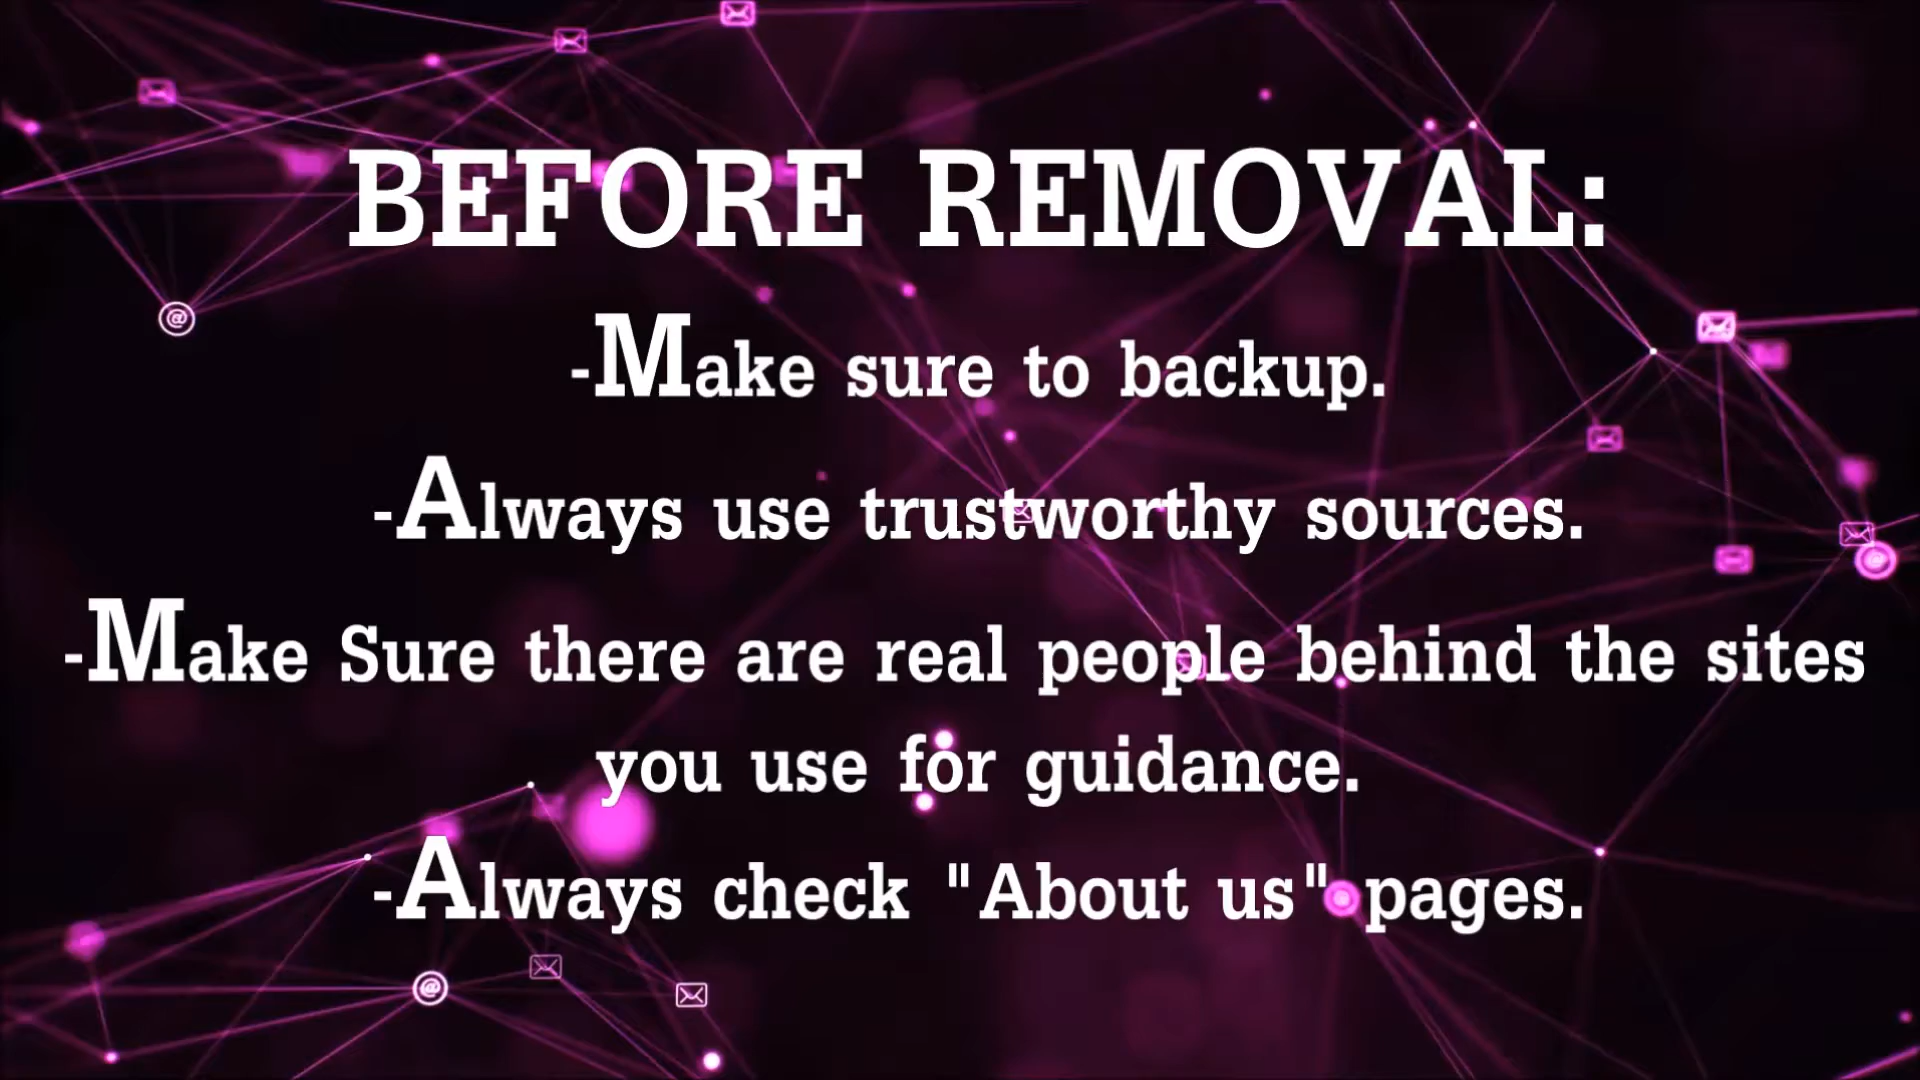 BEFORE REMOVAL:
-Make sure to backup.
-Always use trustworthy sources.
-Make Sure there are real people behind the sites
you use for guidance.
-Always check "About us" pages.